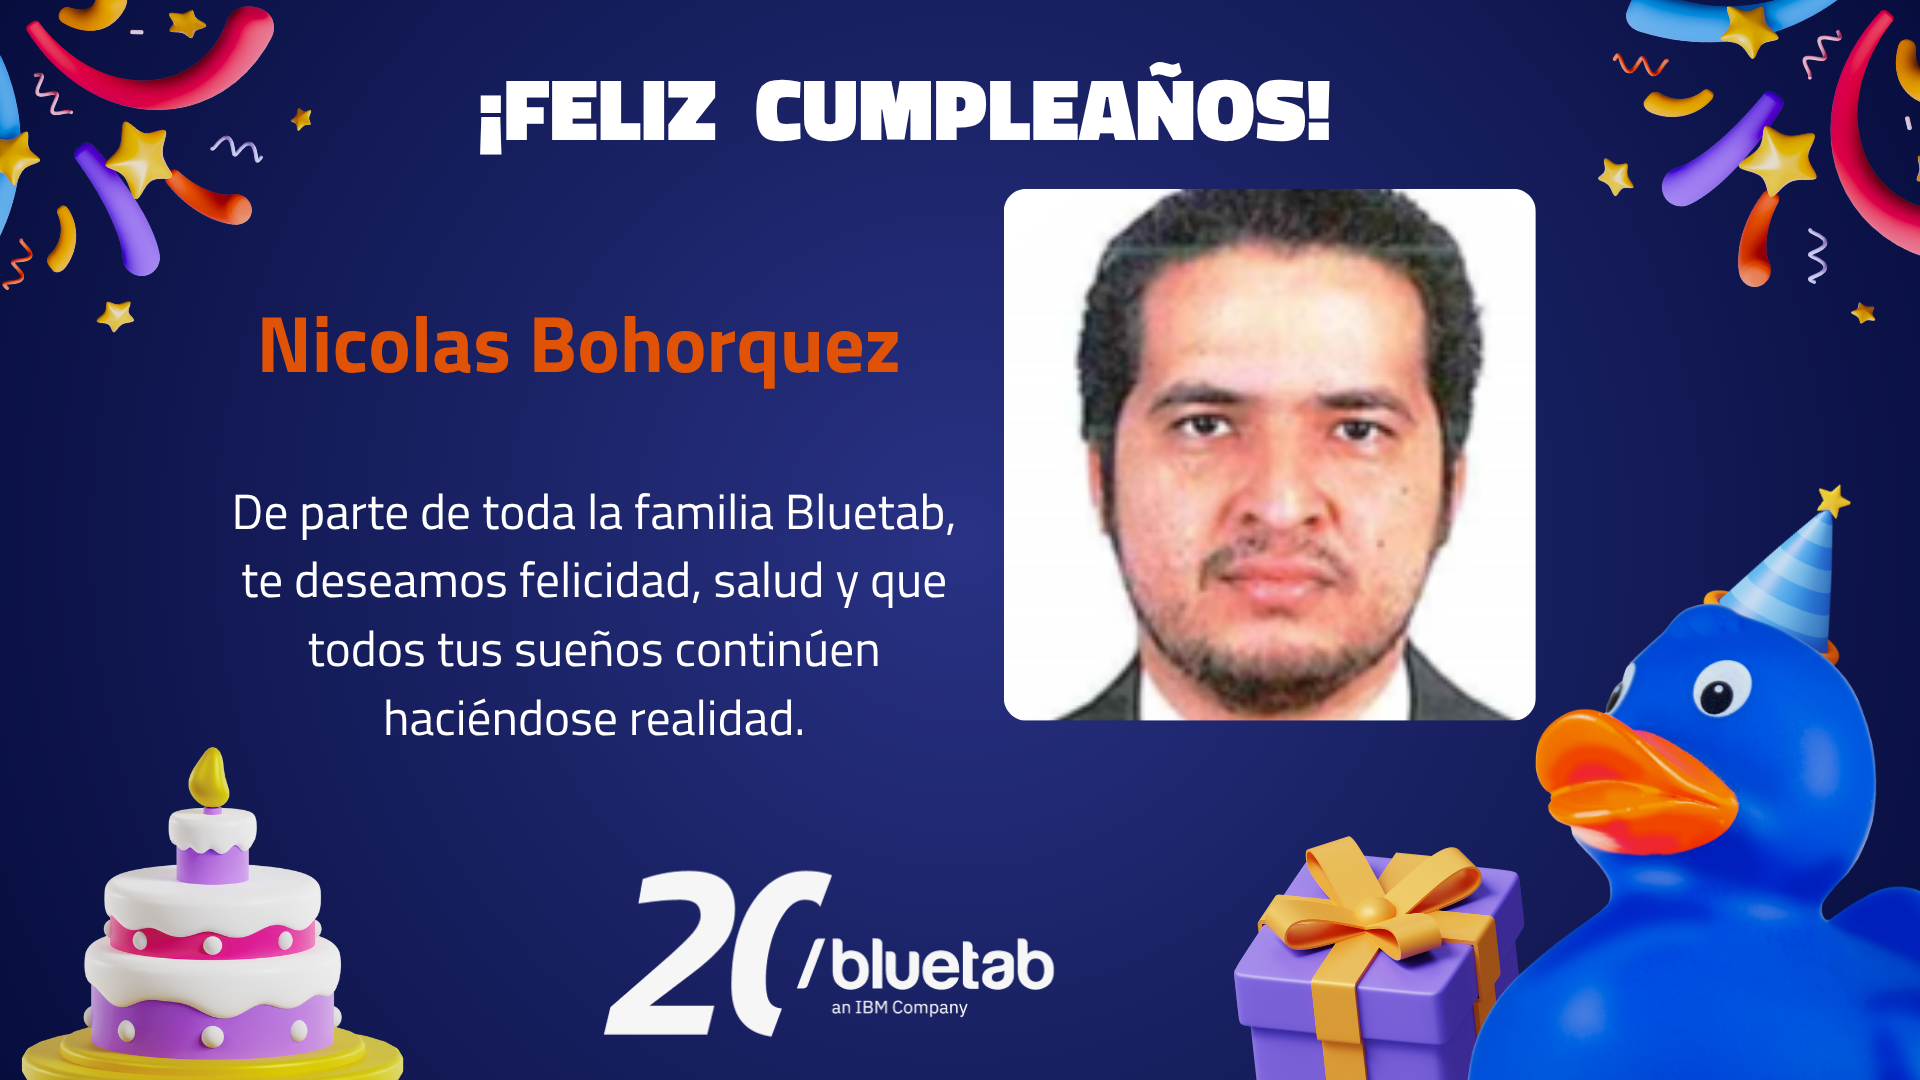 ¡FELIZ CUMPLEAÑOS!
Nicolas Bohorquez
De parte de toda la familia Bluetab,
te deseamos felicidad, salud y que
todos tus sueños continúen
haciéndose realidad.
20/bluetab
an IBM Company